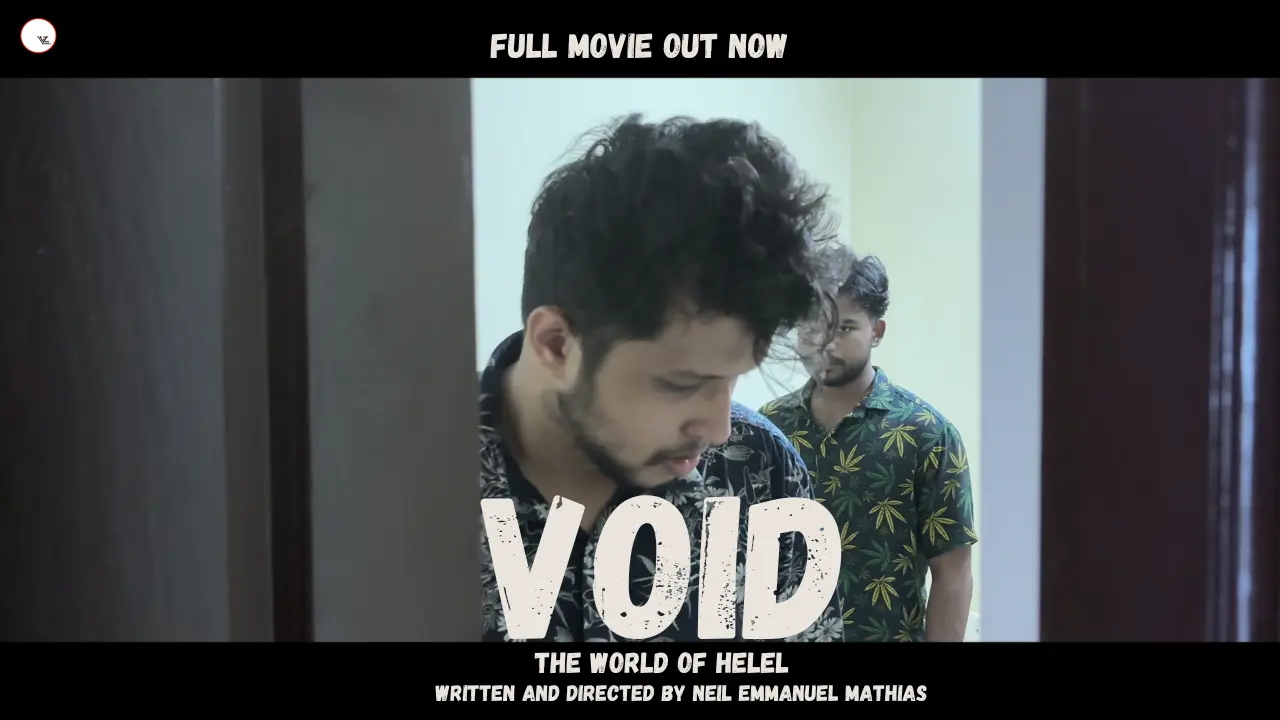 FULL MOVIE OUT NOW
VOID
THE WORLD OF HELEL
WRITTEN AND DIRECTED BY NEIL EMMANUEL MATHIAS